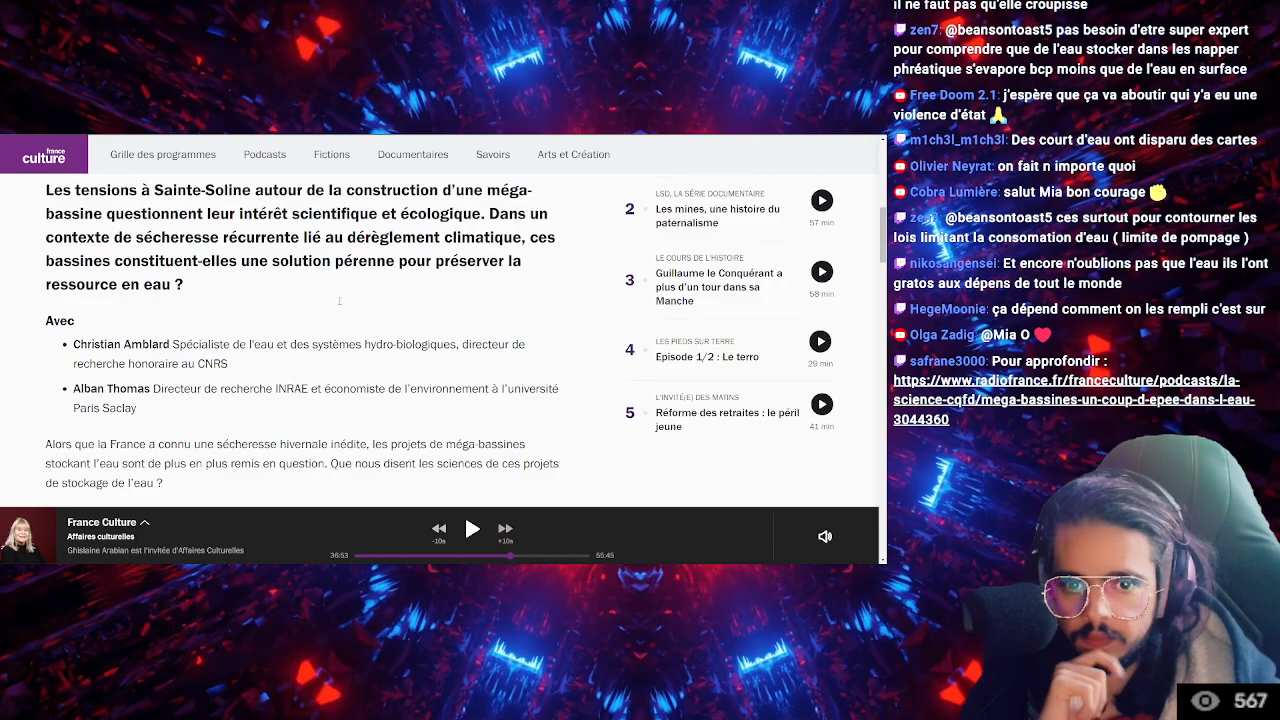 france
culture
Grille des programmes
Podcasts
Fictions
Documentaires
Savoirs
Arts et Création
Les tensions à Sainte-Soline autour de la construction d'une méga-
bassine questionnent leur intérêt scientifique et écologique. Dans un
contexte de sécheresse récurrente lié au dérèglement climatique, ces
bassines constituent-elles une solution pérenne pour préserver la
ressource en eau ?
Avec
• Christian Amblard Spécialiste de l'eau et des systèmes hydro-biologiques, directeur de
recherche honoraire au CNRS
• Alban Thomas Directeur de recherche INRAE et économiste de l'environnement à l'université
Paris Saclay
Alors que la France a connu une sécheresse hivernale inédite, les projets de méga-bassines
stockant l'eau sont de plus en plus remis en question. Que nous disent les sciences de ces projets
de stockage de l'eau ?
2
LSD, LA SÉRIE DOCUMENTAIRE
Les mines, une histoire du
paternalisme
57 min
3
LE COURS DE L'HISTOIRE
Guillaume le Conquérant a
plus d'un tour dans sa
Manche
58 min
4
LES PIEDS SUR TERRE
Episode 1/2 : Le terro
29 min
5
L'INVITÉ(E) DES MATINS
Réforme des retraites : le péril
jeune
41 min
France Culture
Affaires culturelles
Ghislaine Arabian est l'invitée d'Affaires Culturelles
-10s
+10s
36:53
55:45
il ne faut pas qu'elle croupisse
zen7: @beansontoast5 pas besoin d'etre super expert
pour comprendre que de l'eau stocker dans les napper
phréatique s'evapore bcp moins que de l'eau en surface
Free Doom 2.1: j'espère que ça va aboutir qui y'a eu une
violence d'état 🙏
m1ch3l_m1ch3l: Des court d'eau ont disparu des cartes
Olivier Neyrat: on fait n importe quoi
Cobra Lumière: salut Mia bon courage ✊
zen7: @beansontoast5 ces surtout pour contourner les
lois limitant la consomation d'eau ( limite de pompage )
nikosangensei: Et encore n'oublions pas que l'eau ils l'ont
gratos aux dépens de tout le monde
HegeMoonie: ça dépend comment on les rempli c'est sur
Olga Zadig: @Mia O ❤
safrane3000: Pour approfondir :
https://www.radiofrance.fr/franceculture/podcasts/la-
science-cqfd/mega-bassines-un-coup-d-epee-dans-l-eau-
3044360
567